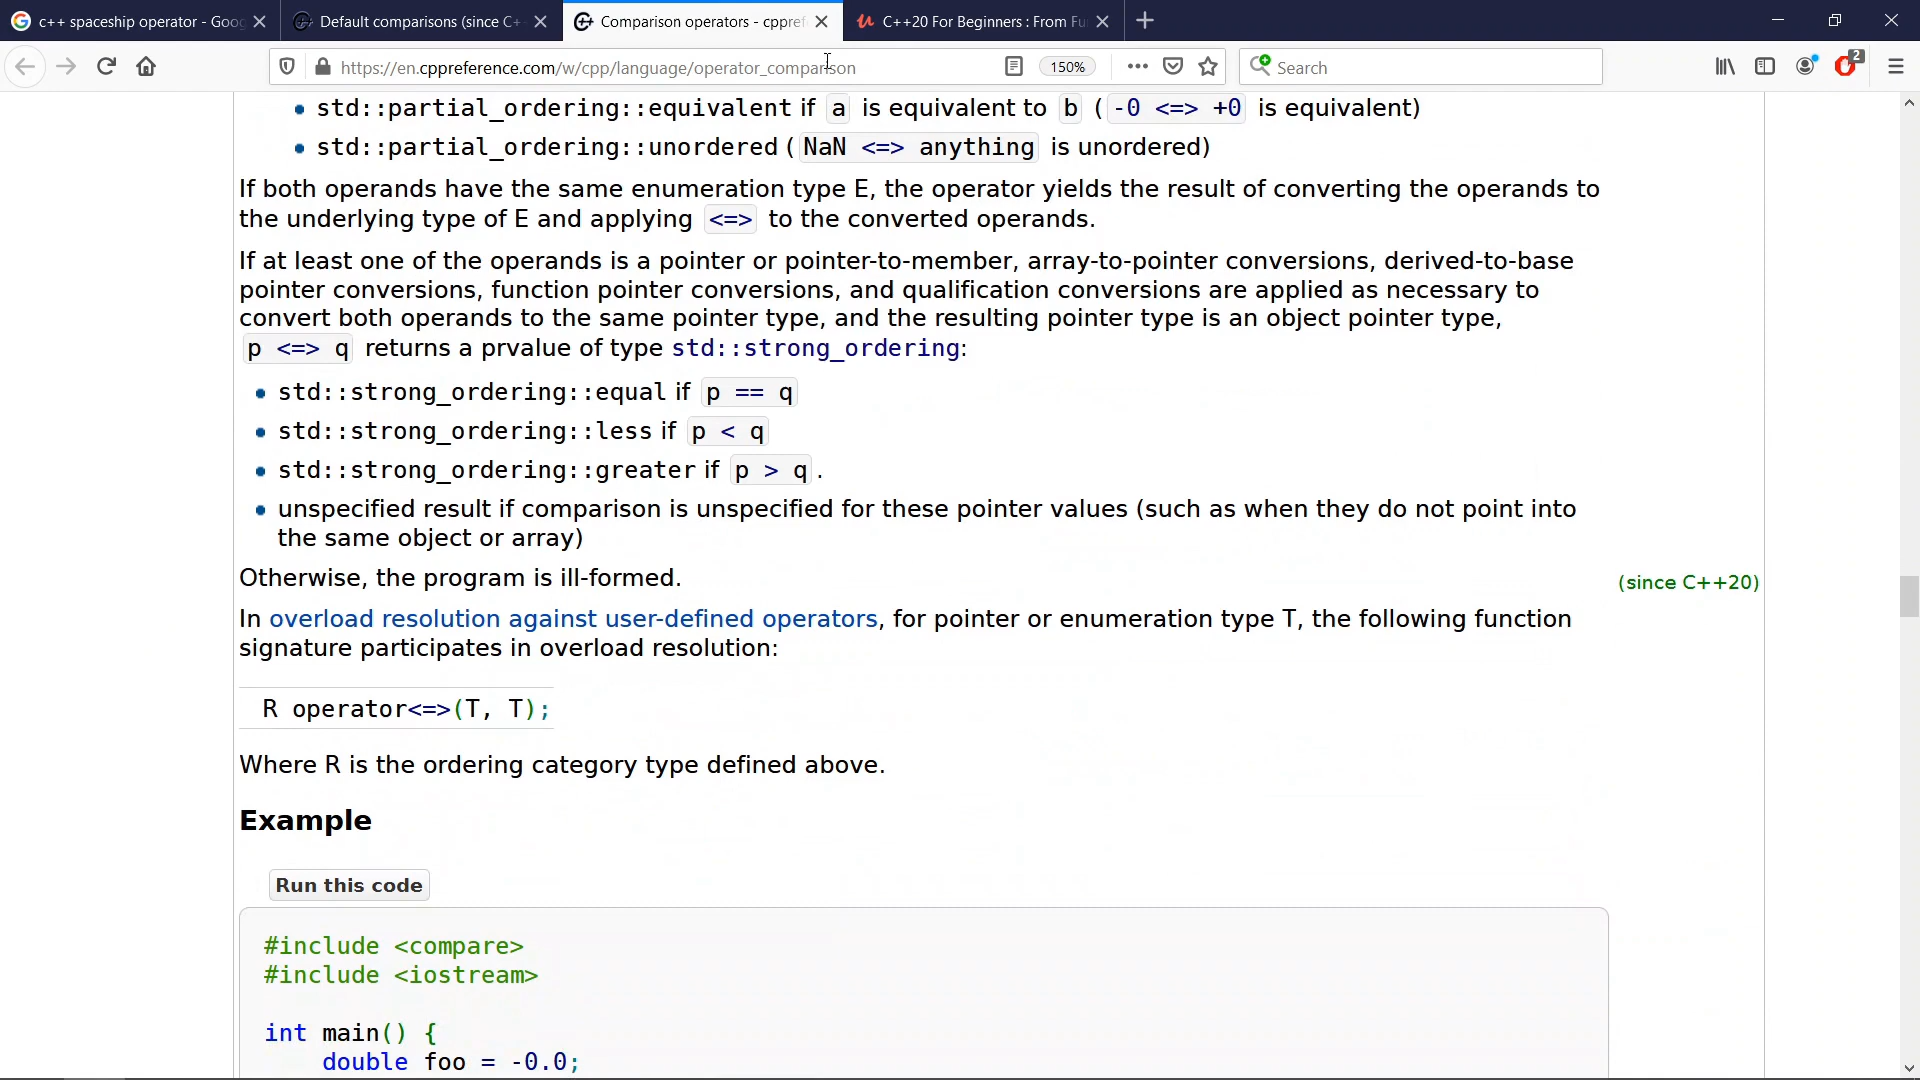 c++ spaceship operator - Goog
Default comparisons (since C+
Comparison operators - cppref
C++20 For Beginners : From Fu
https://en.cppreference.com/w/cpp/language/operator_comparison
150%
Search
2
std::partial_ordering::equivalent if a is equivalent to b ( -0 <=> +0 is equivalent)
std::partial_ordering::unordered ( NaN <=> anything is unordered)
If both operands have the same enumeration type E, the operator yields the result of converting the operands to
the underlying type of E and applying <=> to the converted operands.
If at least one of the operands is a pointer or pointer-to-member, array-to-pointer conversions, derived-to-base
pointer conversions, function pointer conversions, and qualification conversions are applied as necessary to
convert both operands to the same pointer type, and the resulting pointer type is an object pointer type,
p <=> q returns a prvalue of type std::strong_ordering:
std::strong_ordering::equal if p == q
std::strong_ordering::less if p < q
std::strong_ordering::greater if p > q .
unspecified result if comparison is unspecified for these pointer values (such as when they do not point into
the same object or array)
Otherwise, the program is ill-formed.
(since C++20)
In overload resolution against user-defined operators, for pointer or enumeration type T, the following function
signature participates in overload resolution:
R operator<=>(T, T);
Where R is the ordering category type defined above.
Example
Run this code
#include <compare>
#include <iostream>
int main() {
double foo = -0.0;